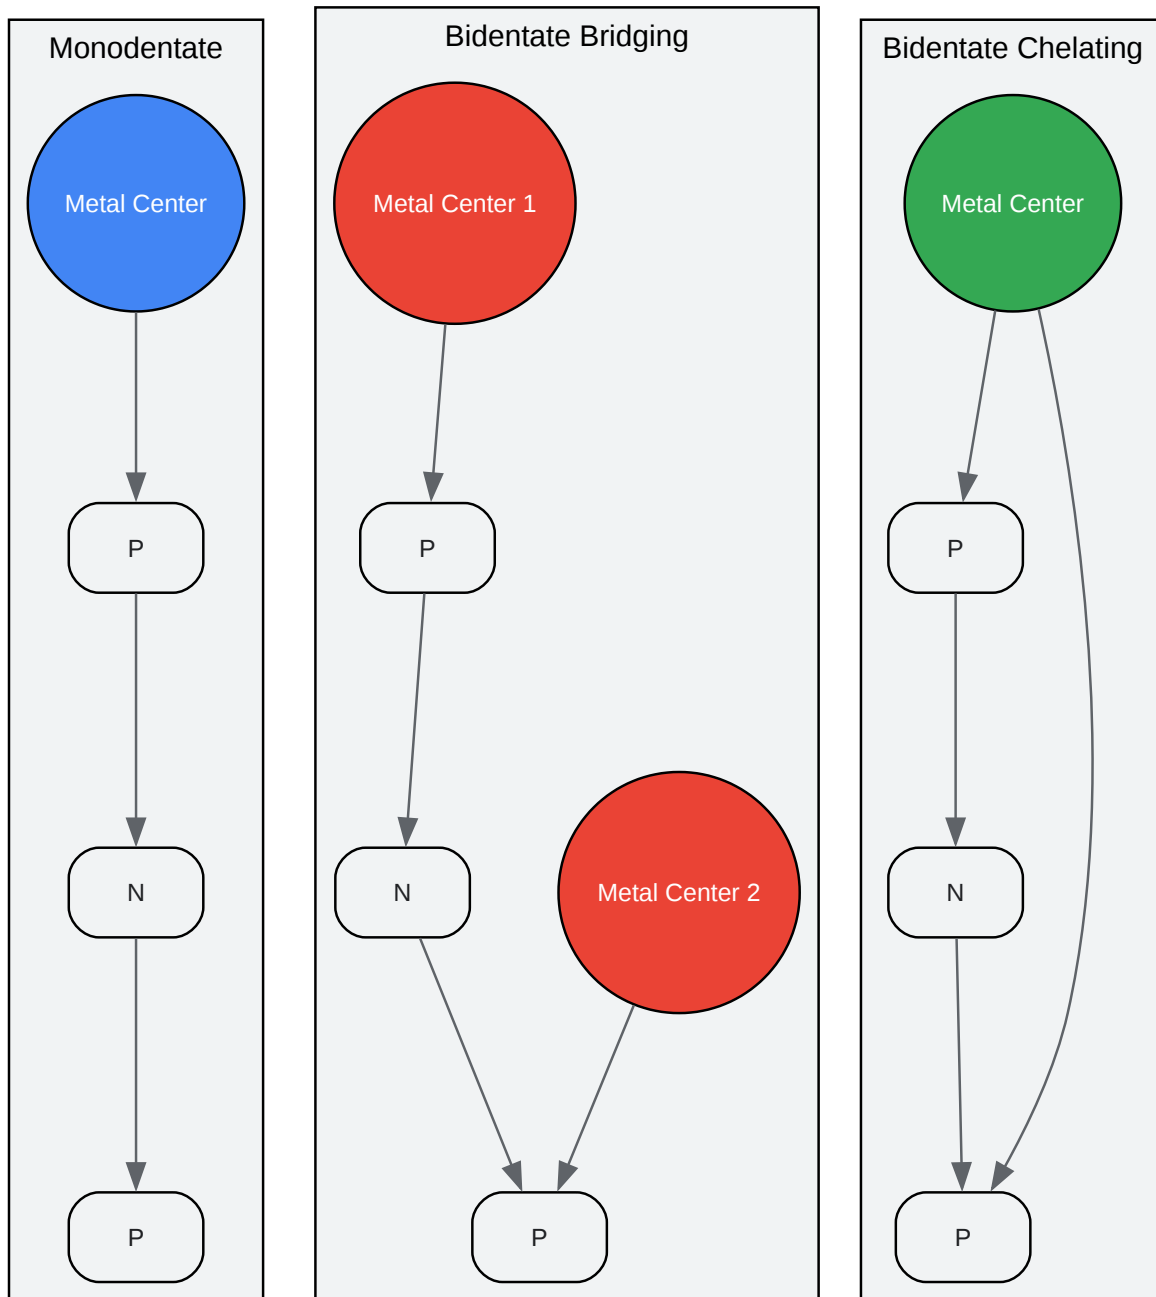 Monodentate
Metal Center
P
N
P
Bidentate Bridging
Metal Center 1
P
N
Metal Center 2
P
Bidentate Chelating
Metal Center
P
N
P